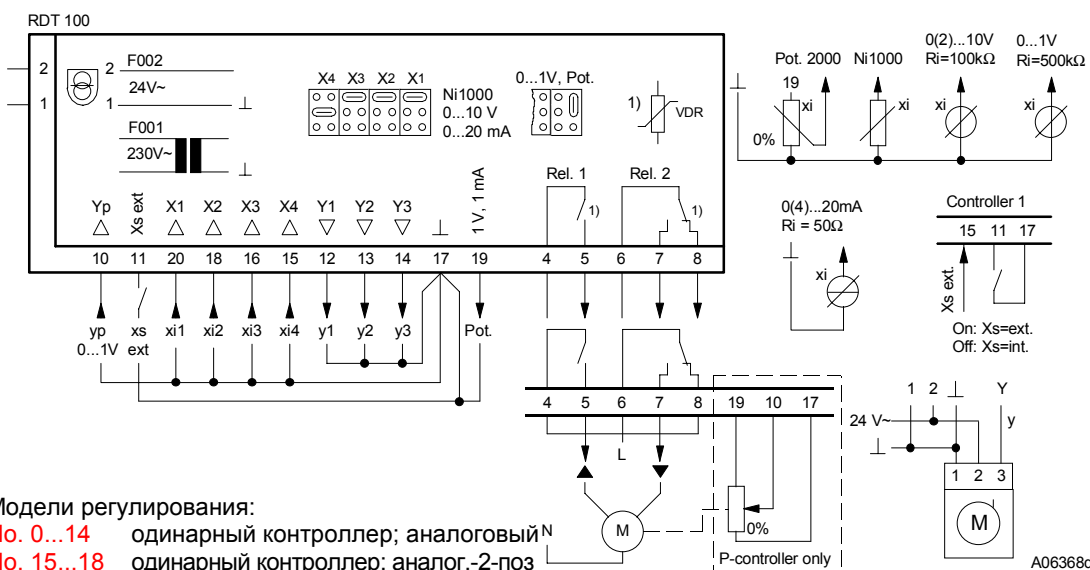 RDT 100
2 2 F002
24V~
1 1 ⊥
F001
230V~
⊥
X4 X3 X2 X1
Ni1000
0...10 V
0...20 mA
0...1V, Pot.
1) VDR
Rel. 1 Rel. 2
1) 1)
Yp Xs ext X1 X2 X3 X4 Y1 Y2 Y3 ⊥ 1 V, 1 mA
10 11 20 18 16 15 12 13 14 17 19 4 5 6 7 8
yp xs xi1 xi2 xi3 xi4 y1 y2 y3 Pot.
0...1V ext
4 5 6 7 8 19 10 17
L
N M 0%
P-controller only
⊥ Pot. 2000 Ni1000 0(2)...10V 0...1V
Ri=100kΩ Ri=500kΩ
19
xi xi xi xi
0%
0(4)...20mA
Ri = 50Ω
⊥
xi
Controller 1
15 11 17
Xs ext.
On: Xs=ext.
Off: Xs=int.
1 2 ⊥ Y
24 V~ y
⊥
1 2 3
M
A06368c
Модели регулирования:
No. 0...14 одинарный контроллер; аналоговый
No. 15...18 одинарный контроллер; аналог.-2-поз